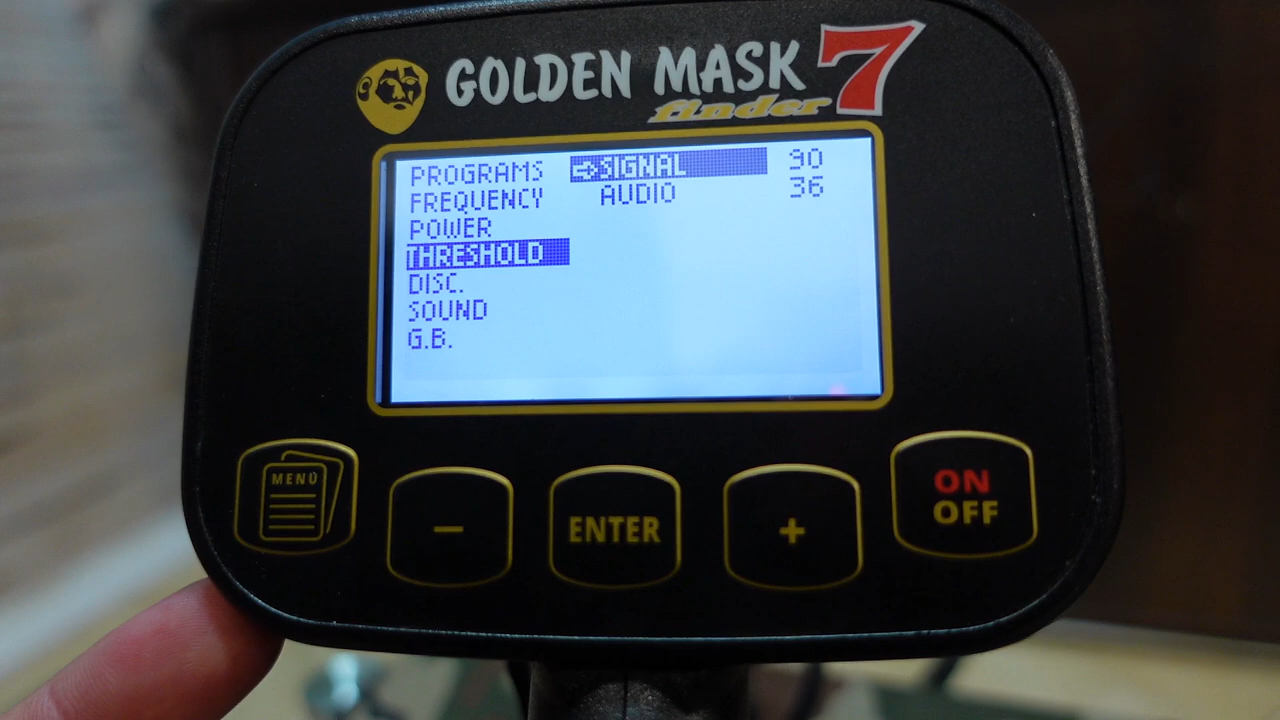 GOLDEN MASK 7
finder
PROGRAMS ⇨SIGNAL 90
FREQUENCY AUDIO 36
POWER
THRESHOLD
DISC.
SOUND
G.B.
MENU
−
ENTER
+
ON
OFF